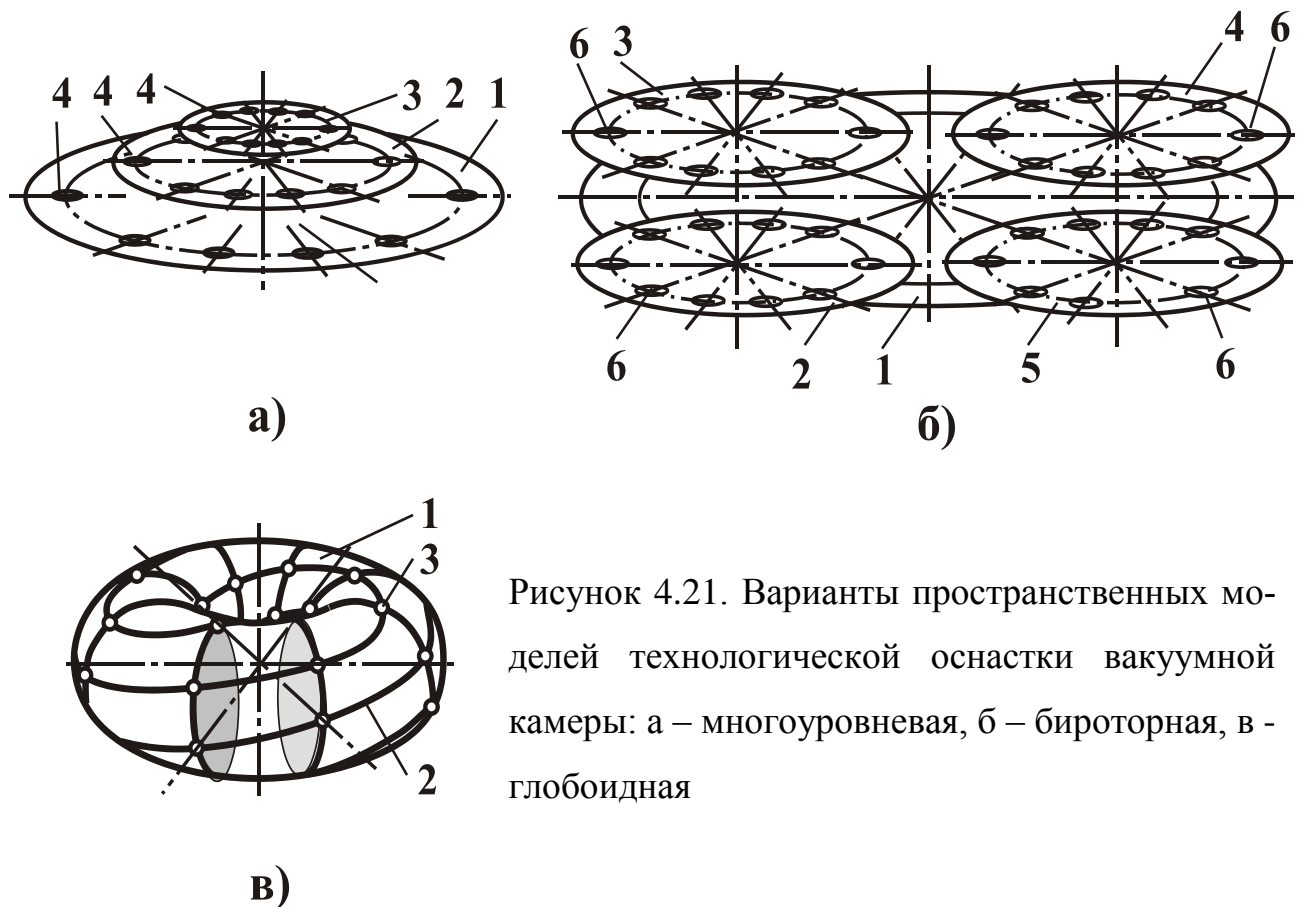 6 3 4 6
4 4 4 3 2 1
6 2 1 5 6
а)
б)
1
3
Рисунок 4.21. Варианты пространственных мо-
делей технологической оснастки вакуумной
камеры: а – многоуровневая, б – бироторная, в -
глобоидная
2
в)